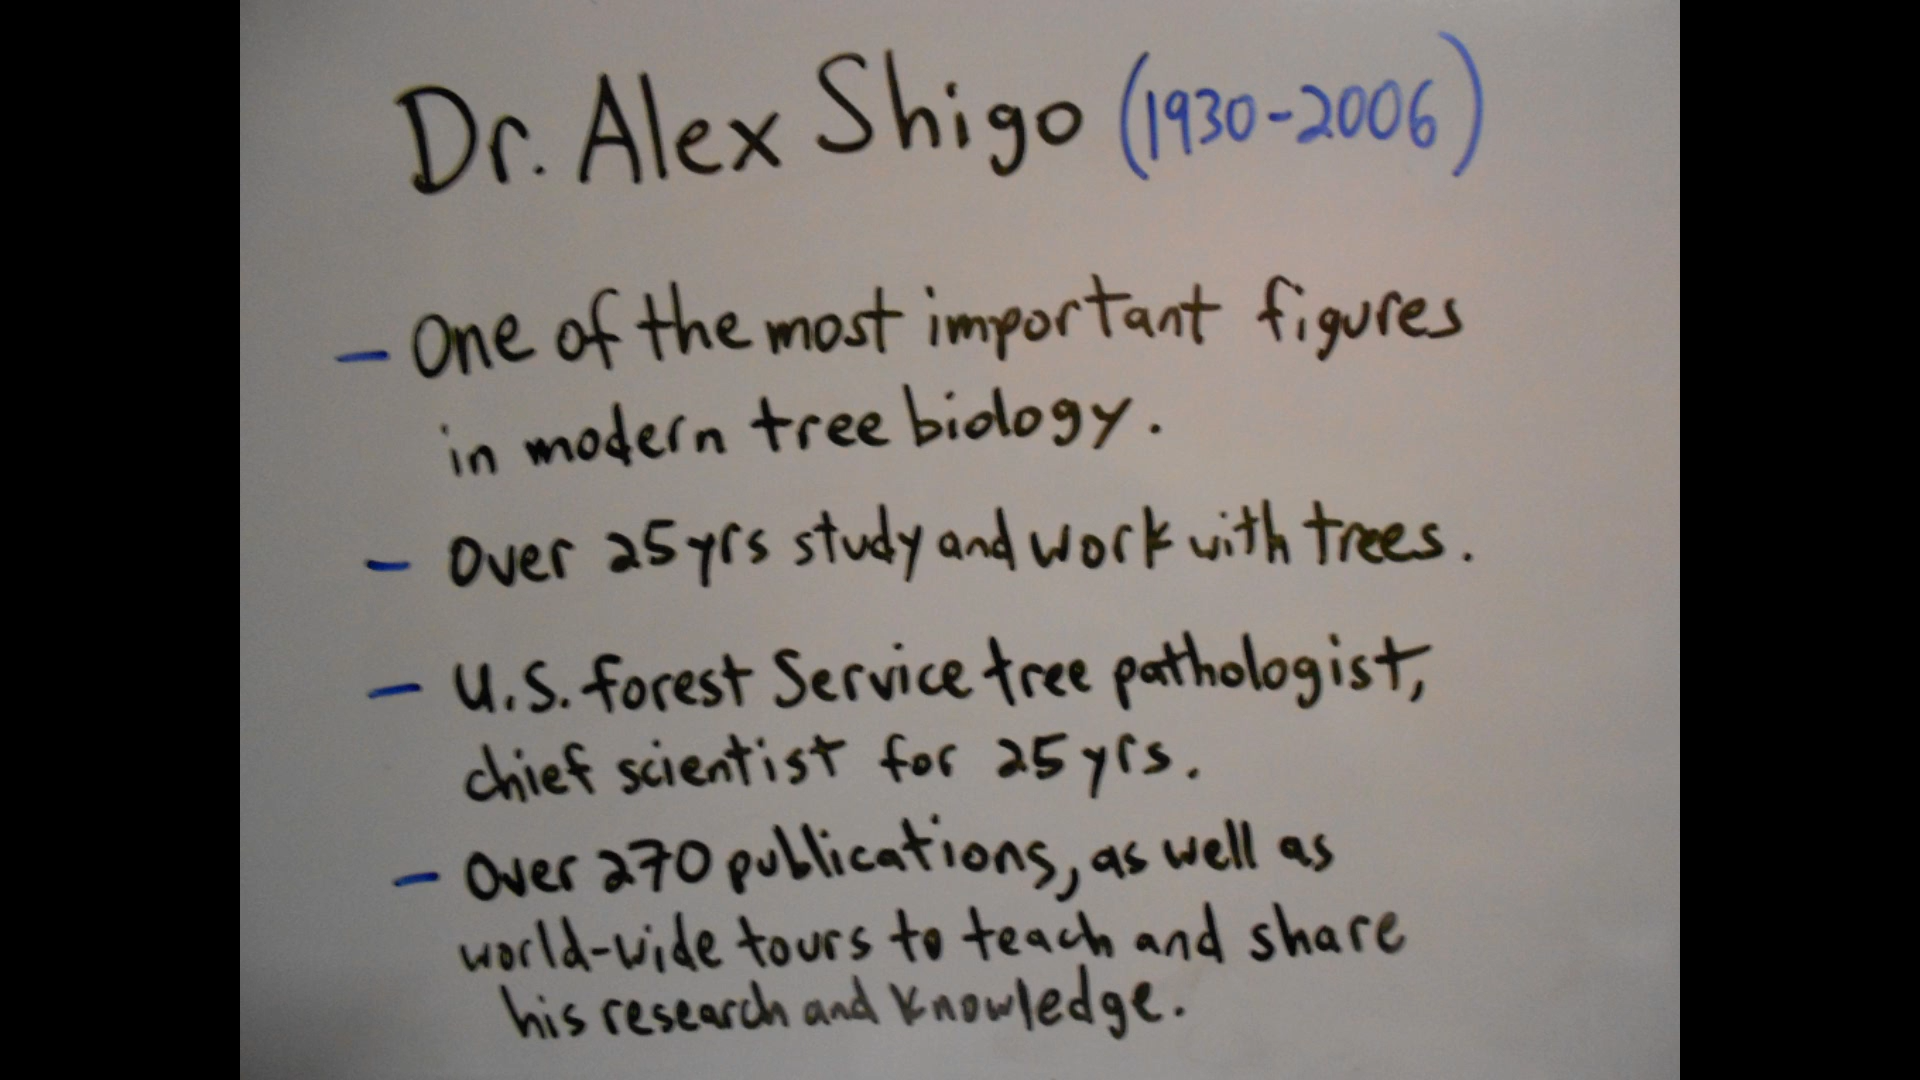 Dr. Alex Shigo (1930-2006)
- One of the most important figures
in modern tree biology.
- Over 25yrs study and work with trees.
- U.S. Forest Service tree pathologist,
chief scientist for 25 yrs.
- Over 270 publications, as well as
world-wide tours to teach and share
his research and knowledge.